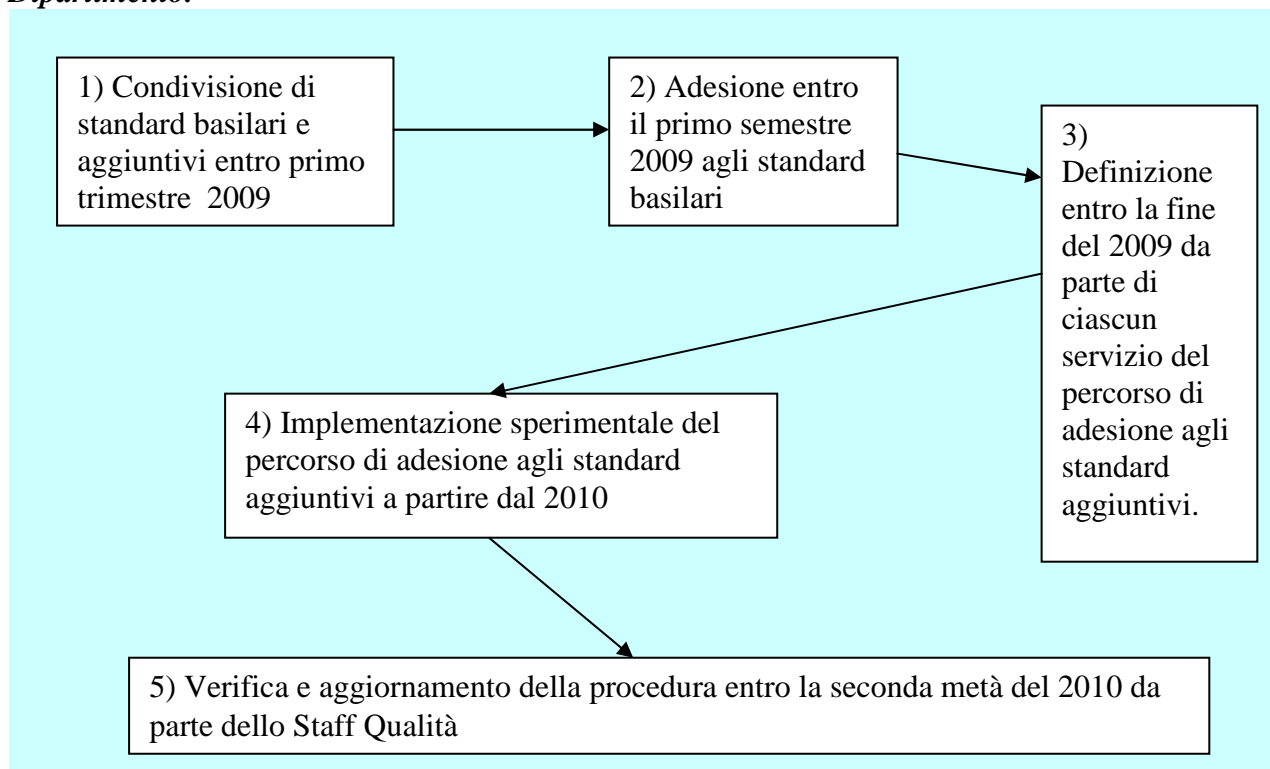 Dipartimento:
1) Condivisione di
standard basilari e
aggiuntivi entro primo
trimestre 2009
2) Adesione entro
il primo semestre
2009 agli standard
basilari
3)
Definizione
entro la fine
del 2009 da
parte di
ciascun
servizio del
percorso di
adesione agli
standard
aggiuntivi.
4) Implementazione sperimentale del
percorso di adesione agli standard
aggiuntivi a partire dal 2010
5) Verifica e aggiornamento della procedura entro la seconda metà del 2010 da
parte dello Staff Qualità